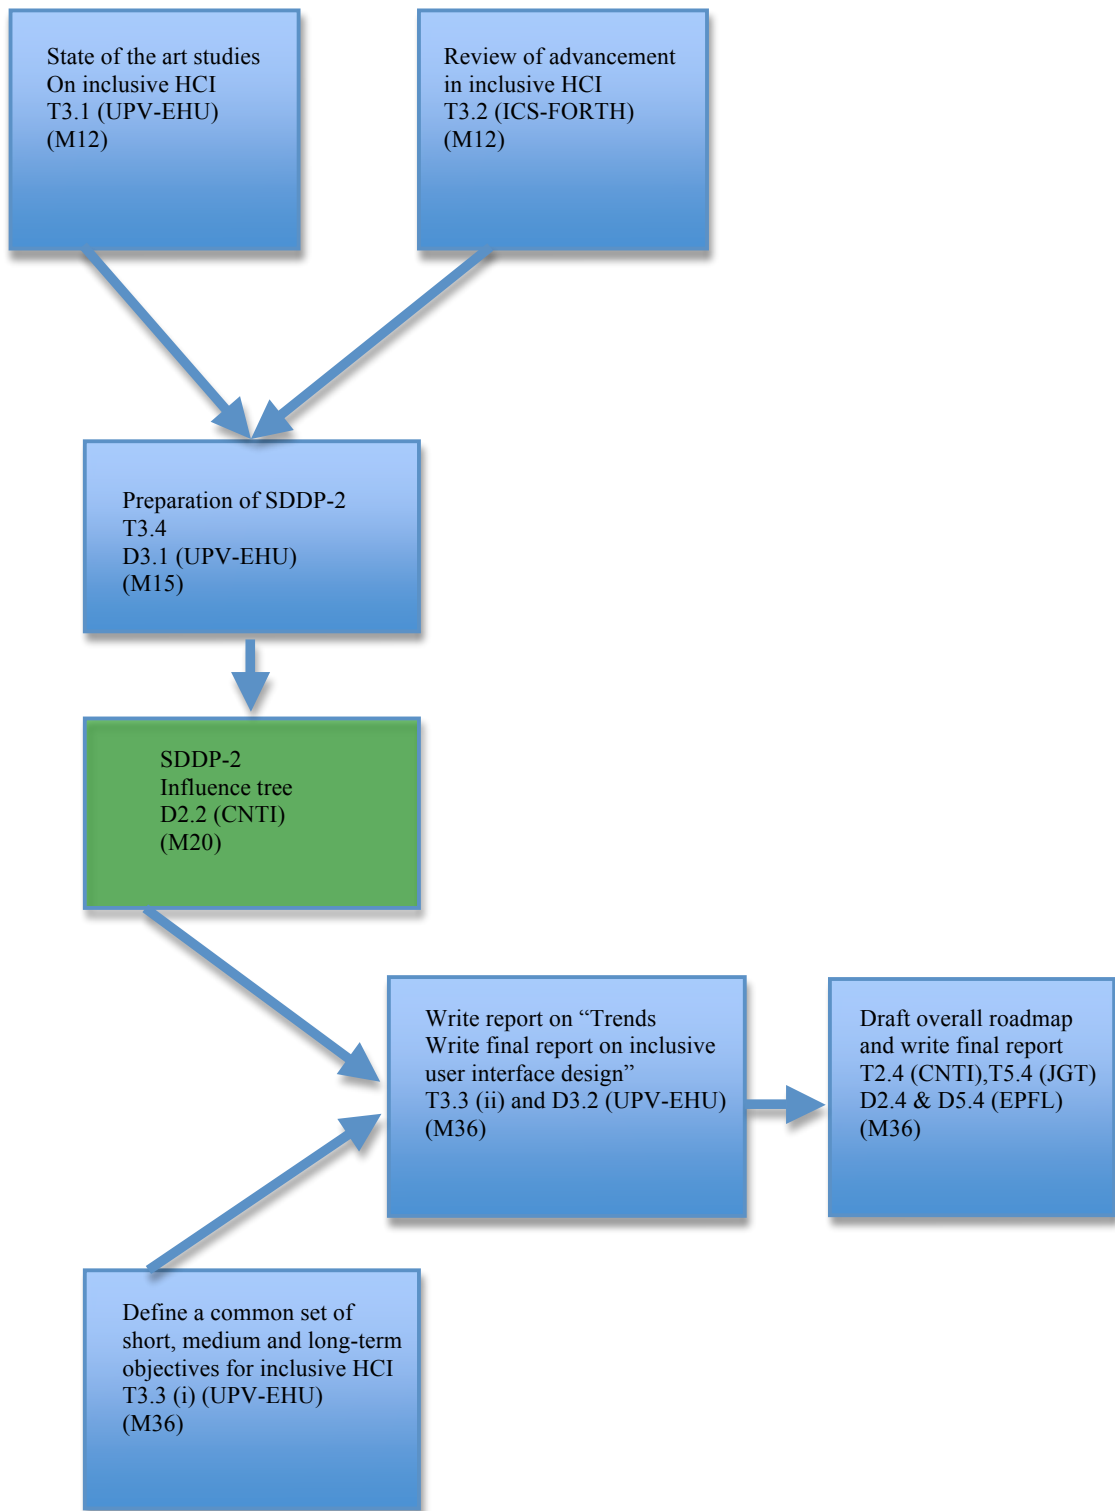 State of the art studies
On inclusive HCI
T3.1 (UPV-EHU)
(M12)
Review of advancement
in inclusive HCI
T3.2 (ICS-FORTH)
(M12)
Preparation of SDDP-2
T3.4
D3.1 (UPV-EHU)
(M15)
SDDP-2
Influence tree
D2.2 (CNTI)
(M20)
Write report on “Trends
Write final report on inclusive
user interface design”
T3.3 (ii) and D3.2 (UPV-EHU)
(M36)
Draft overall roadmap
and write final report
T2.4 (CNTI),T5.4 (JGT)
D2.4 & D5.4 (EPFL)
(M36)
Define a common set of
short, medium and long-term
objectives for inclusive HCI
T3.3 (i) (UPV-EHU)
(M36)